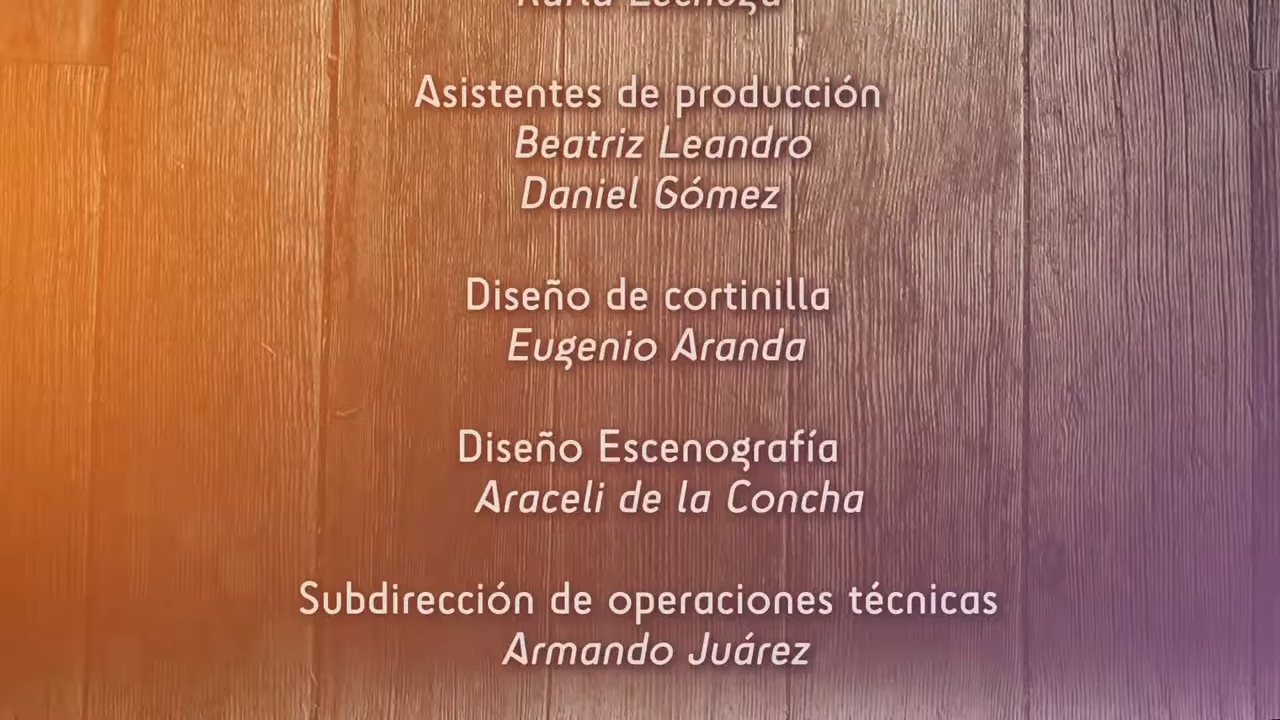 Asistentes de producción
Beatriz Leandro
Daniel Gómez
Diseño de cortinilla
Eugenio Aranda
Diseño Escenografía
Araceli de la Concha
Subdirección de operaciones técnicas
Armando Juárez